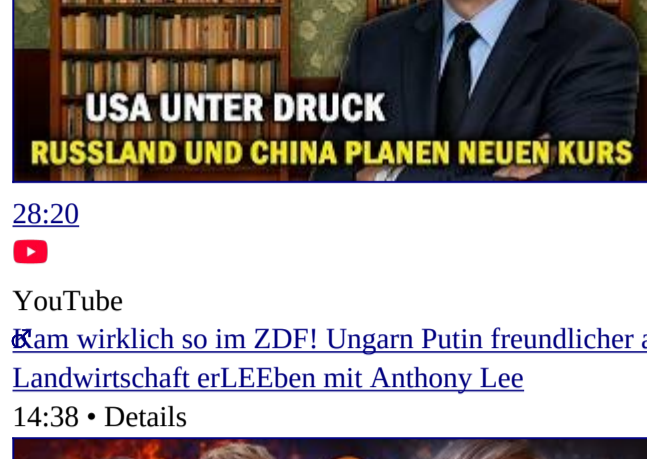 USA UNTER DRUCK
RUSSLAND UND CHINA PLANEN NEUEN KURS
28:20
YouTube
Kam wirklich so im ZDF! Ungarn Putin freundlicher a
Landwirtschaft erLEEben mit Anthony Lee
14:38 • Details